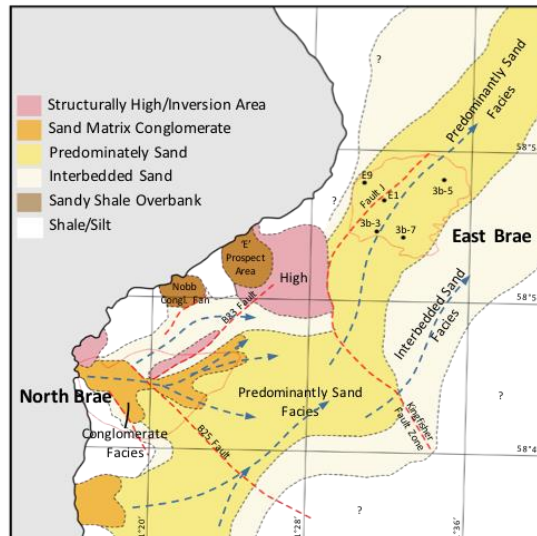 Structurally High/Inversion Area
Sand Matrix Conglomerate
Predominately Sand
Interbedded Sand
Sandy Shale Overbank
Shale/Silt
?
Predominantly Sand
Facies
58°5
E9
Fault J
E1
3b-5
?
3b-3
3b-7
East Brae
'E'
Prospect
Area
High
Nobb
Congl. Fan
B23 Fault
Interbedded Sand
Facies
58°5
North Brae
Predominantly Sand
Facies
Conglomerate
Facies
B25 Fault
Kingfisher
Fault Zone
?
58°4
?
1°20
1°28
1°36